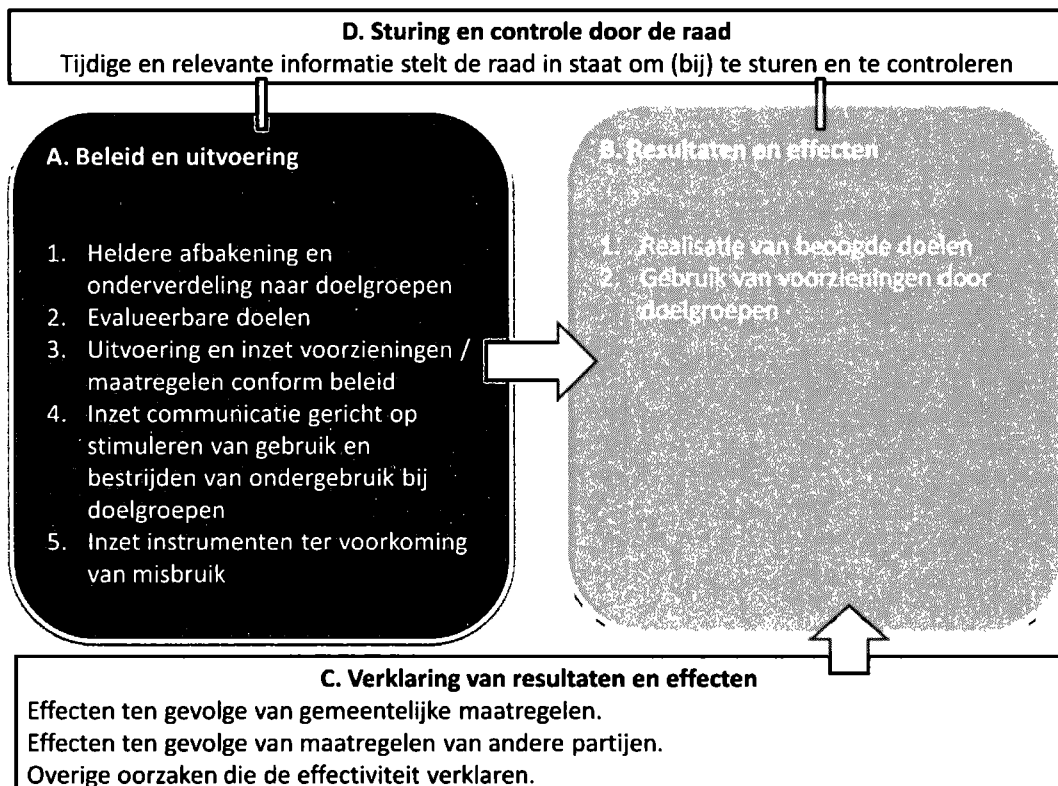 D. Sturing en controle door de raad
Tijdige en relevante informatie stelt de raad in staat om (bij) te sturen en te controleren
A. Beleid en uitvoering
1. Heldere afbakening en
onderverdeling naar doelgroepen
2. Evalueerbare doelen
3. Uitvoering en inzet voorzieningen /
maatregelen conform beleid
4. Inzet communicatie gericht op
stimuleren van gebruik en
bestrijden van ondergebruik bij
doelgroepen
5. Inzet instrumenten ter voorkoming
van misbruik
B. Resultaten en effecten
1. Realisatie van beoogde doelen
2. Gebruik van voorzieningen door
doelgroepen
C. Verklaring van resultaten en effecten
Effecten ten gevolge van gemeentelijke maatregelen.
Effecten ten gevolge van maatregelen van andere partijen.
Overige oorzaken die de effectiviteit verklaren.